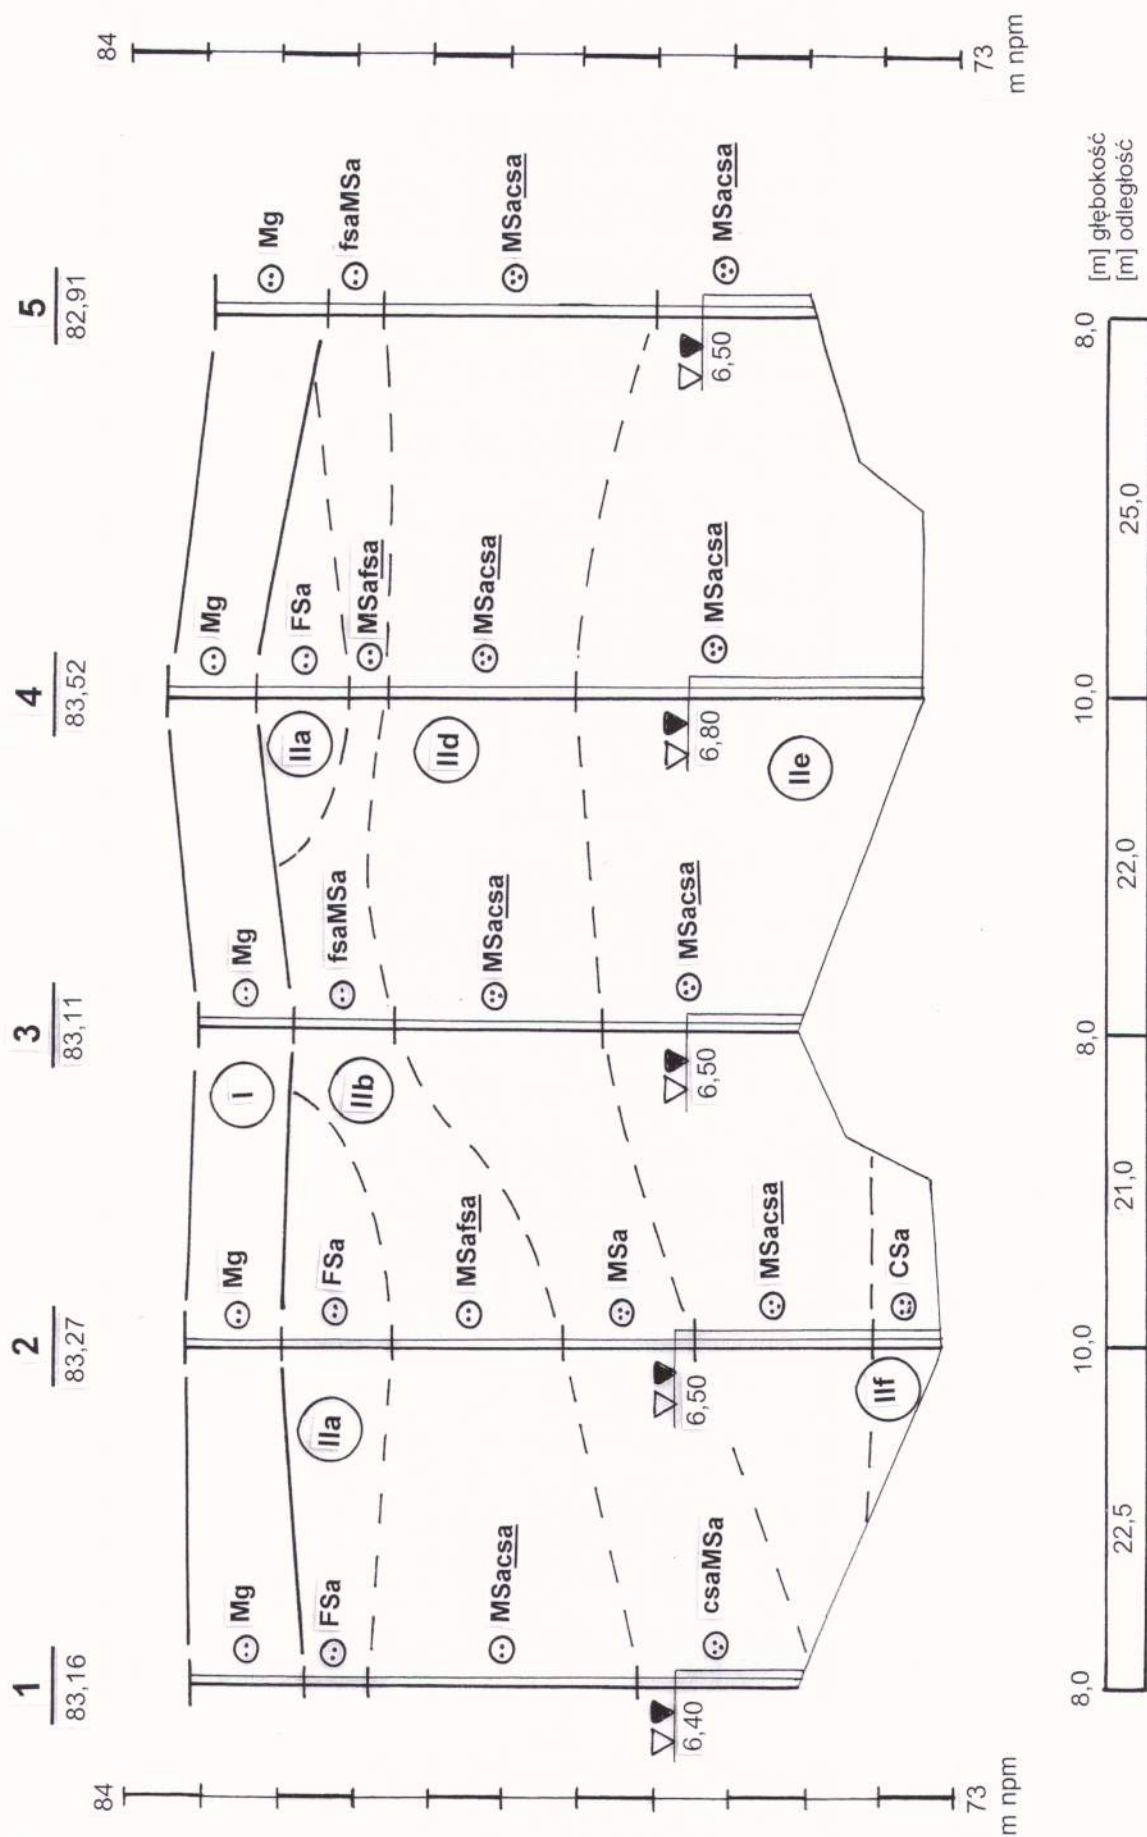 1
83,16
2
83,27
3
83,11
4
83,52
5
82,91
84
84
Mg
Mg
Mg
Mg
Mg
I
FSa
FSa
fsaMSa
FSa
fsaMSa
IIa
IIb
IIa
MSafsa
MSacsa
MSafsa
MSacsa
MSacsa
MSacsa
IId
MSa
csaMSa
MSacsa
MSacsa
MSacsa
MSacsa
6,40
6,50
6,50
6,80
6,50
IIe
CSa
IIf
73
m npm
73
m npm
8,0
10,0
8,0
10,0
8,0
[m] głębokość
22,5
21,0
22,0
25,0
[m] odległość